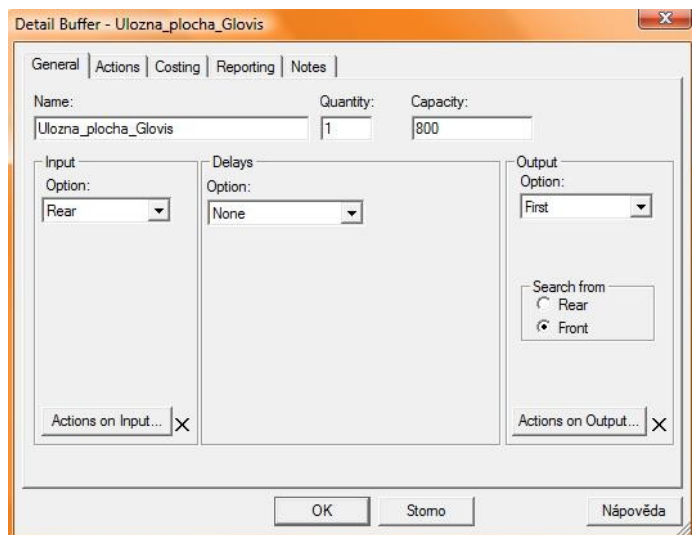 Detail Buffer - Ulozna_plocha_Glovis
General Actions Costing Reporting Notes
Name: Quantity: Capacity:
Ulozna_plocha_Glovis 1 800
Input Delays Output
Option: Option: Option:
Rear None First
Search from
Rear
Front
Actions on Input... X Actions on Output... X
OK Storno Nápověda